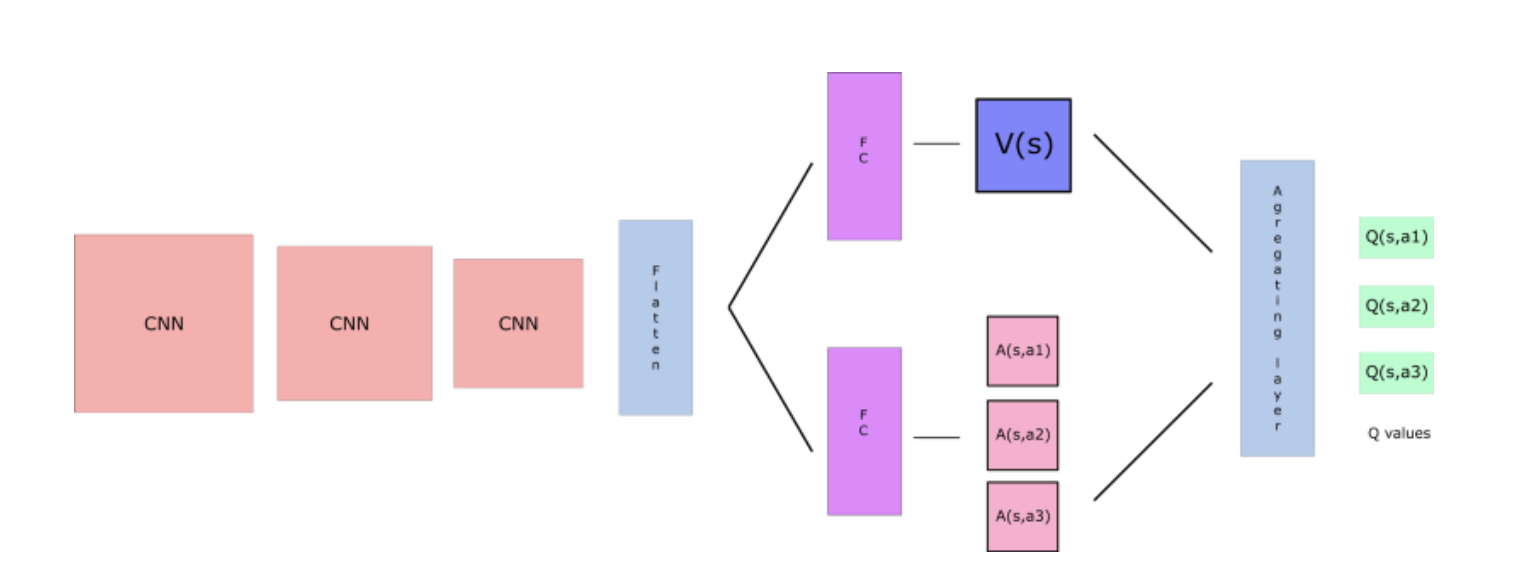 CNN
CNN
CNN
Flatten
FC
V(s)
FC
A(s,a1)
A(s,a2)
A(s,a3)
Agregating layer
Q(s,a1)
Q(s,a2)
Q(s,a3)
Q values